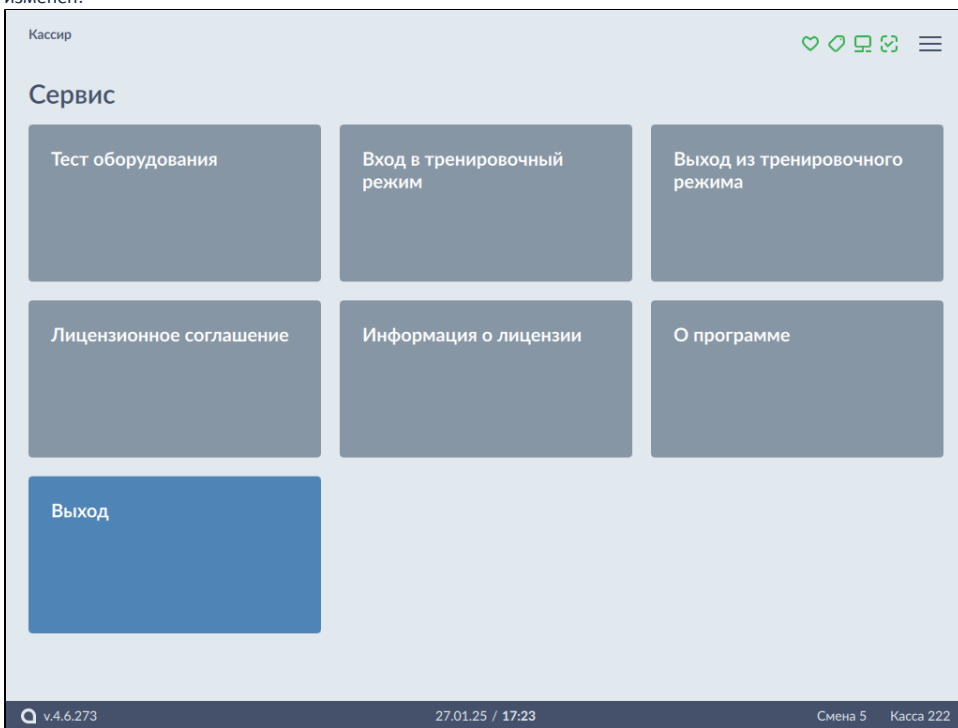 изменен.
Кассир
Сервис
Тест оборудования
Вход в тренировочный
режим
Выход из тренировочного
режима
Лицензионное соглашение
Информация о лицензии
О программе
Выход
v.4.6.273
27.01.25 / 17:23
Смена 5
Касса 222